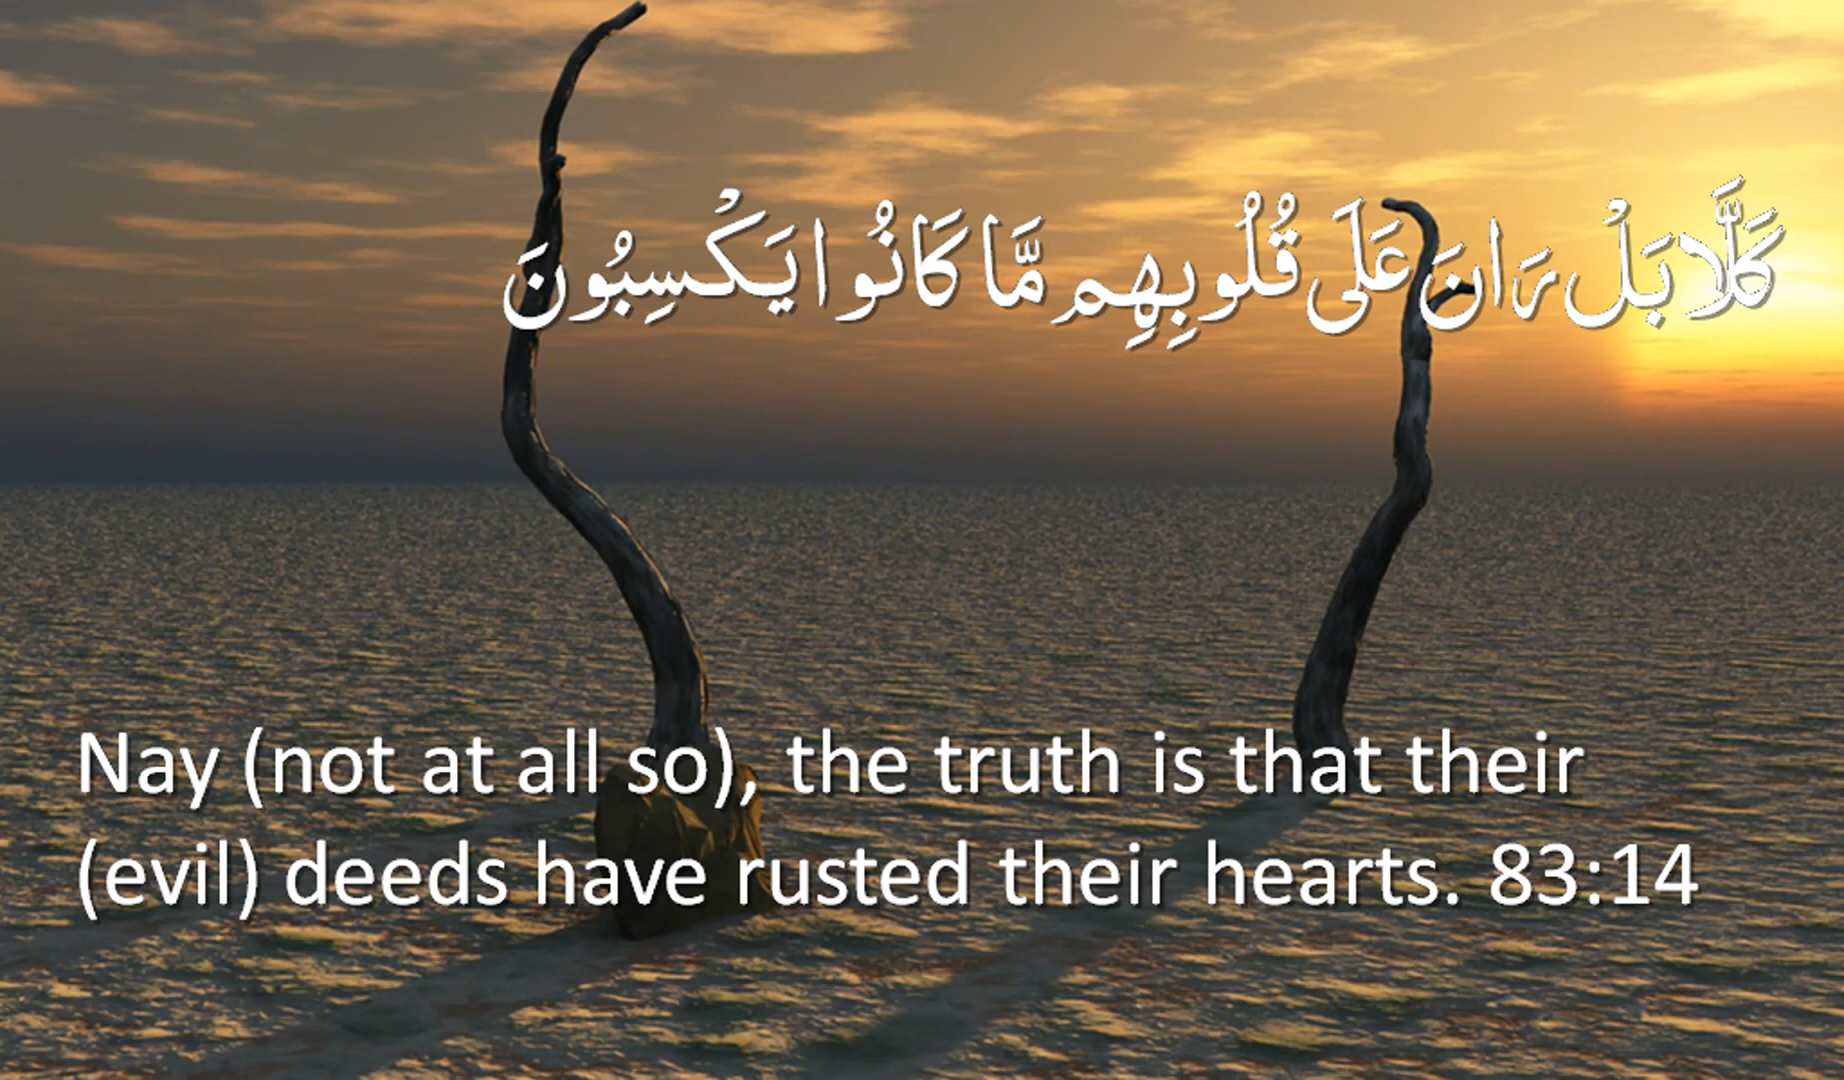 كَلَّا بَلْ رَانَ عَلَى قُلُوبِهِم مَّا كَانُوا يَكْسِبُونَ
Nay (not at all so), the truth is that their
(evil) deeds have rusted their hearts. 83:14